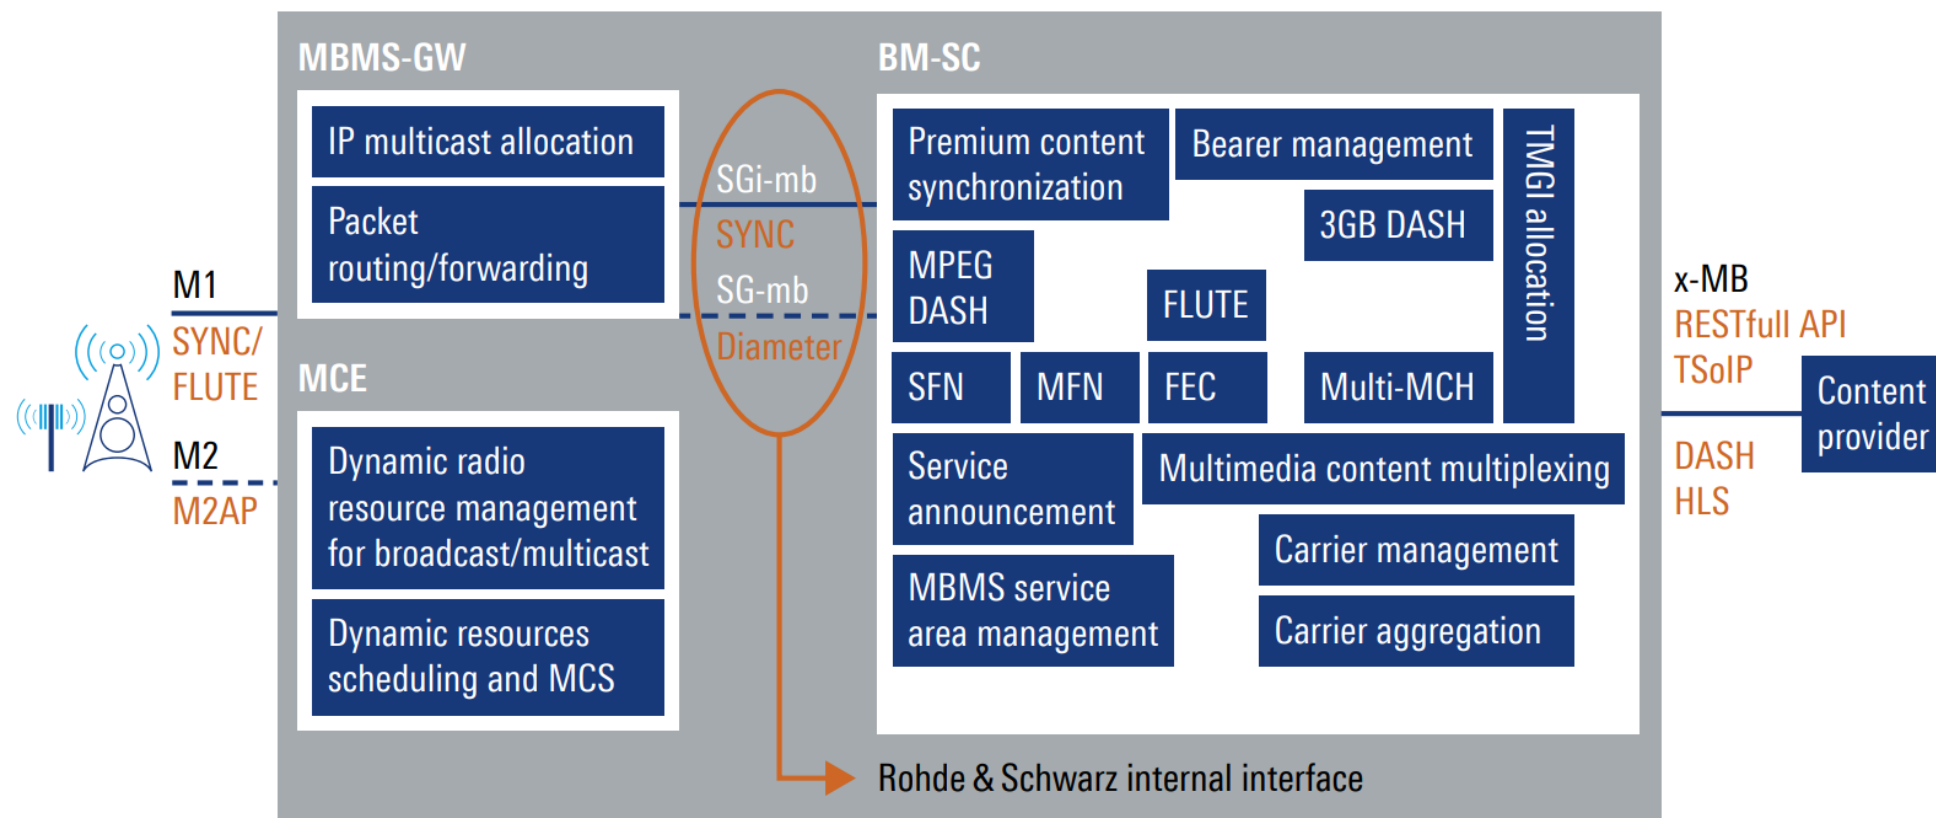 MBMS-GW
IP multicast allocation
Packet
routing/forwarding
MCE
Dynamic radio
resource management
for broadcast/multicast
Dynamic resources
scheduling and MCS
M1
SYNC/
FLUTE
M2
M2AP
SGi-mb
SYNC
SG-mb
Diameter
BM-SC
Premium content
synchronization
Bearer management
TMGI allocation
3GB DASH
MPEG
DASH
FLUTE
SFN
MFN
FEC
Multi-MCH
Service
announcement
Multimedia content multiplexing
Carrier management
MBMS service
area management
Carrier aggregation
Rohde & Schwarz internal interface
x-MB
RESTfull API
TSoIP
DASH
HLS
Content
provider